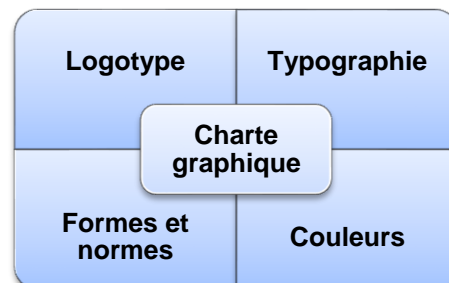 Logotype
Typographie
Charte
graphique
Formes et
normes
Couleurs